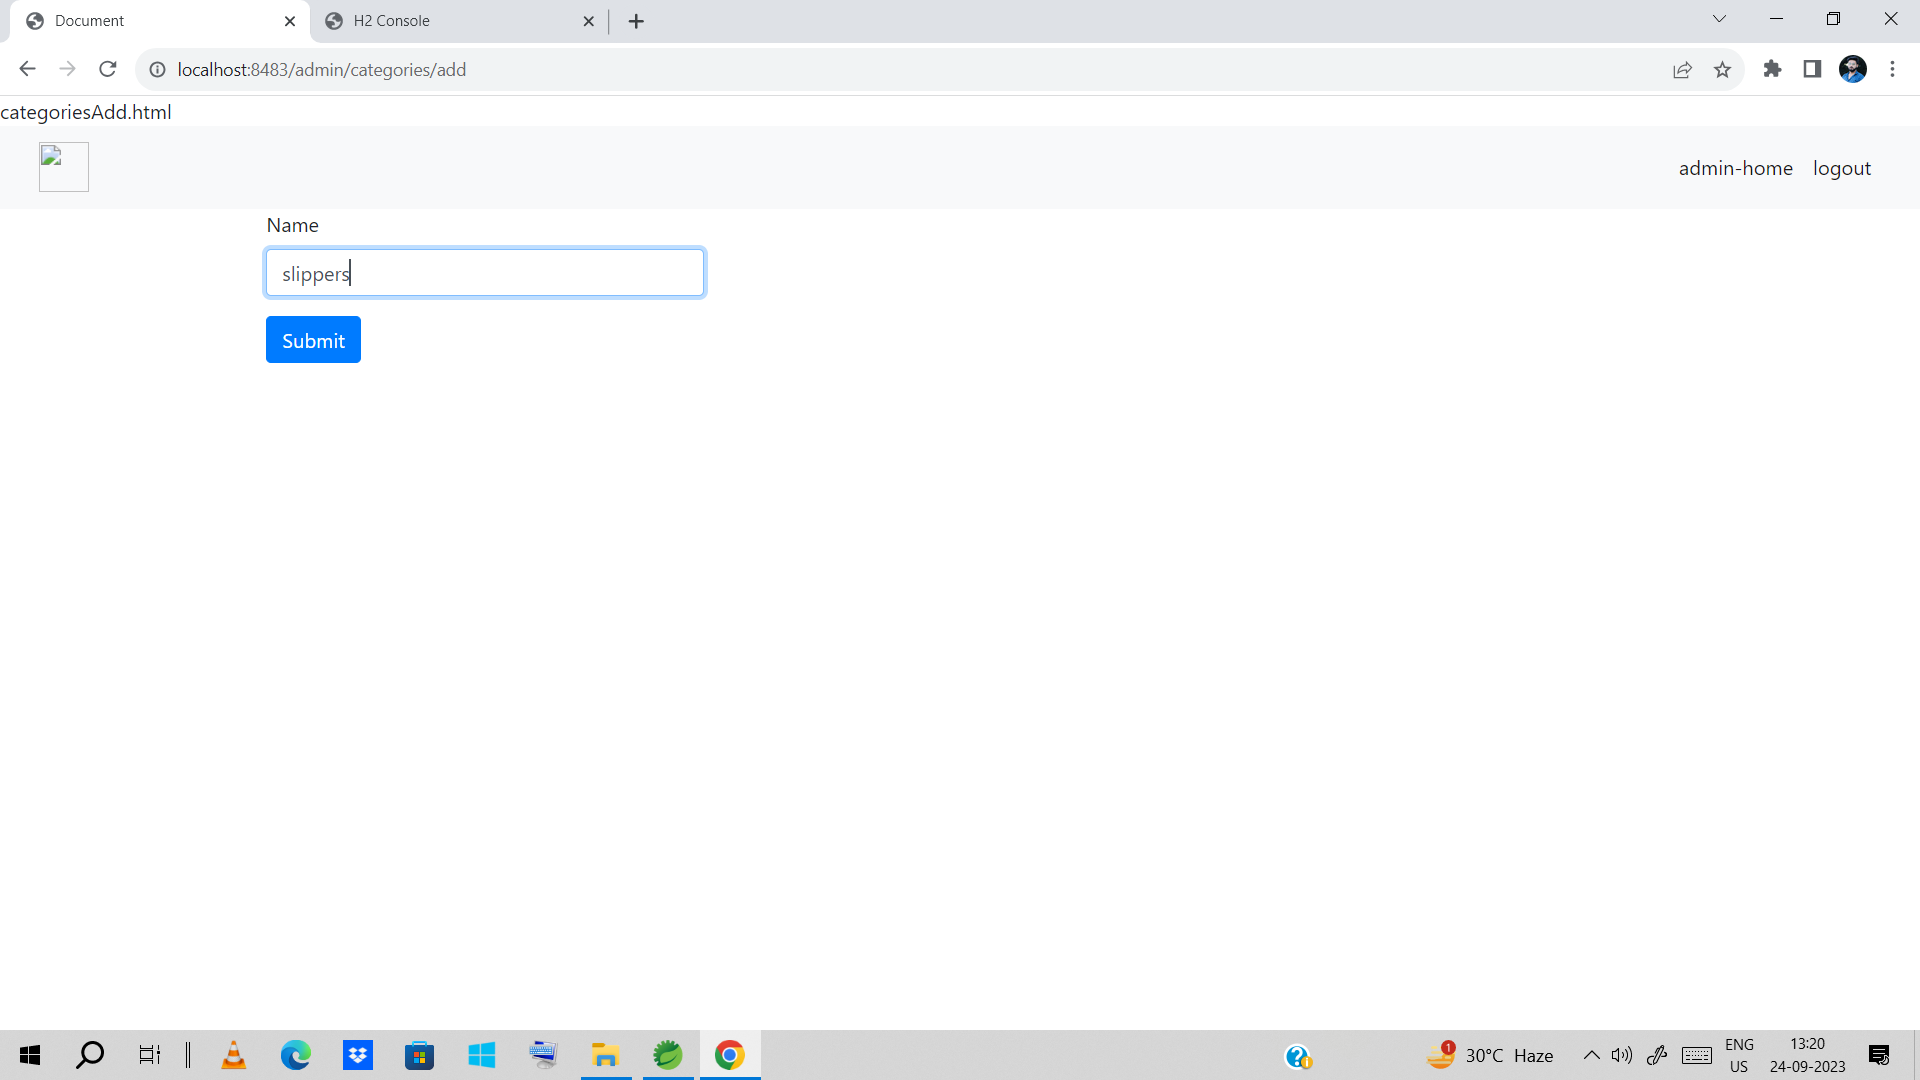 Document
H2 Console
localhost:8483/admin/categories/add
categoriesAdd.html
admin-home logout
Name
slippers
Submit
1
30°C Haze
ENG
US
13:20
24-09-2023